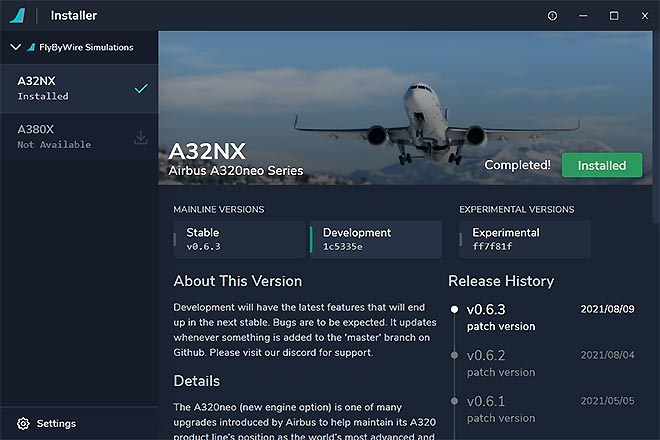 Installer
FlyByWire Simulations
A32NX
Installed
A380X
Not Available
Settings
A32NX
Airbus A320neo Series
Completed!
Installed
MAINLINE VERSIONS
Stable
v0.6.3
Development
1c5335e
EXPERIMENTAL VERSIONS
Experimental
ff7f81f
About This Version
Development will have the latest features that will end
up in the next stable. Bugs are to be expected. It updates
whenever something is added to the 'master' branch on
Github. Please visit our discord for support.
Details
The A320neo (new engine option) is one of many
upgrades introduced by Airbus to help maintain its A320
product line's position as the world's most advanced and
Release History
v0.6.3
2021/08/09
patch version
v0.6.2
2021/08/04
patch version
v0.6.1
2021/05/05
patch version